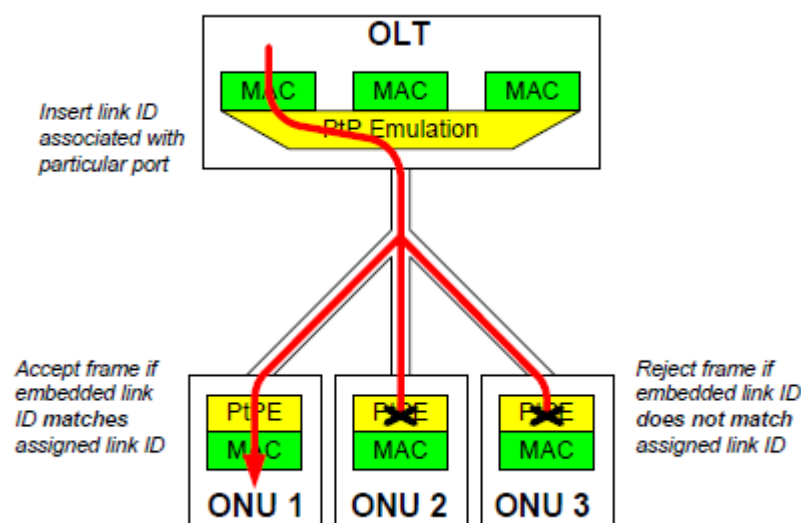 OLT
MAC MAC MAC
PtP Emulation
Insert link ID
associated with
particular port
Accept frame if
embedded link
ID matches
assigned link ID
Reject frame if
embedded link ID
does not match
assigned link ID
PtPE PtPE PtPE
MAC MAC MAC
ONU 1 ONU 2 ONU 3